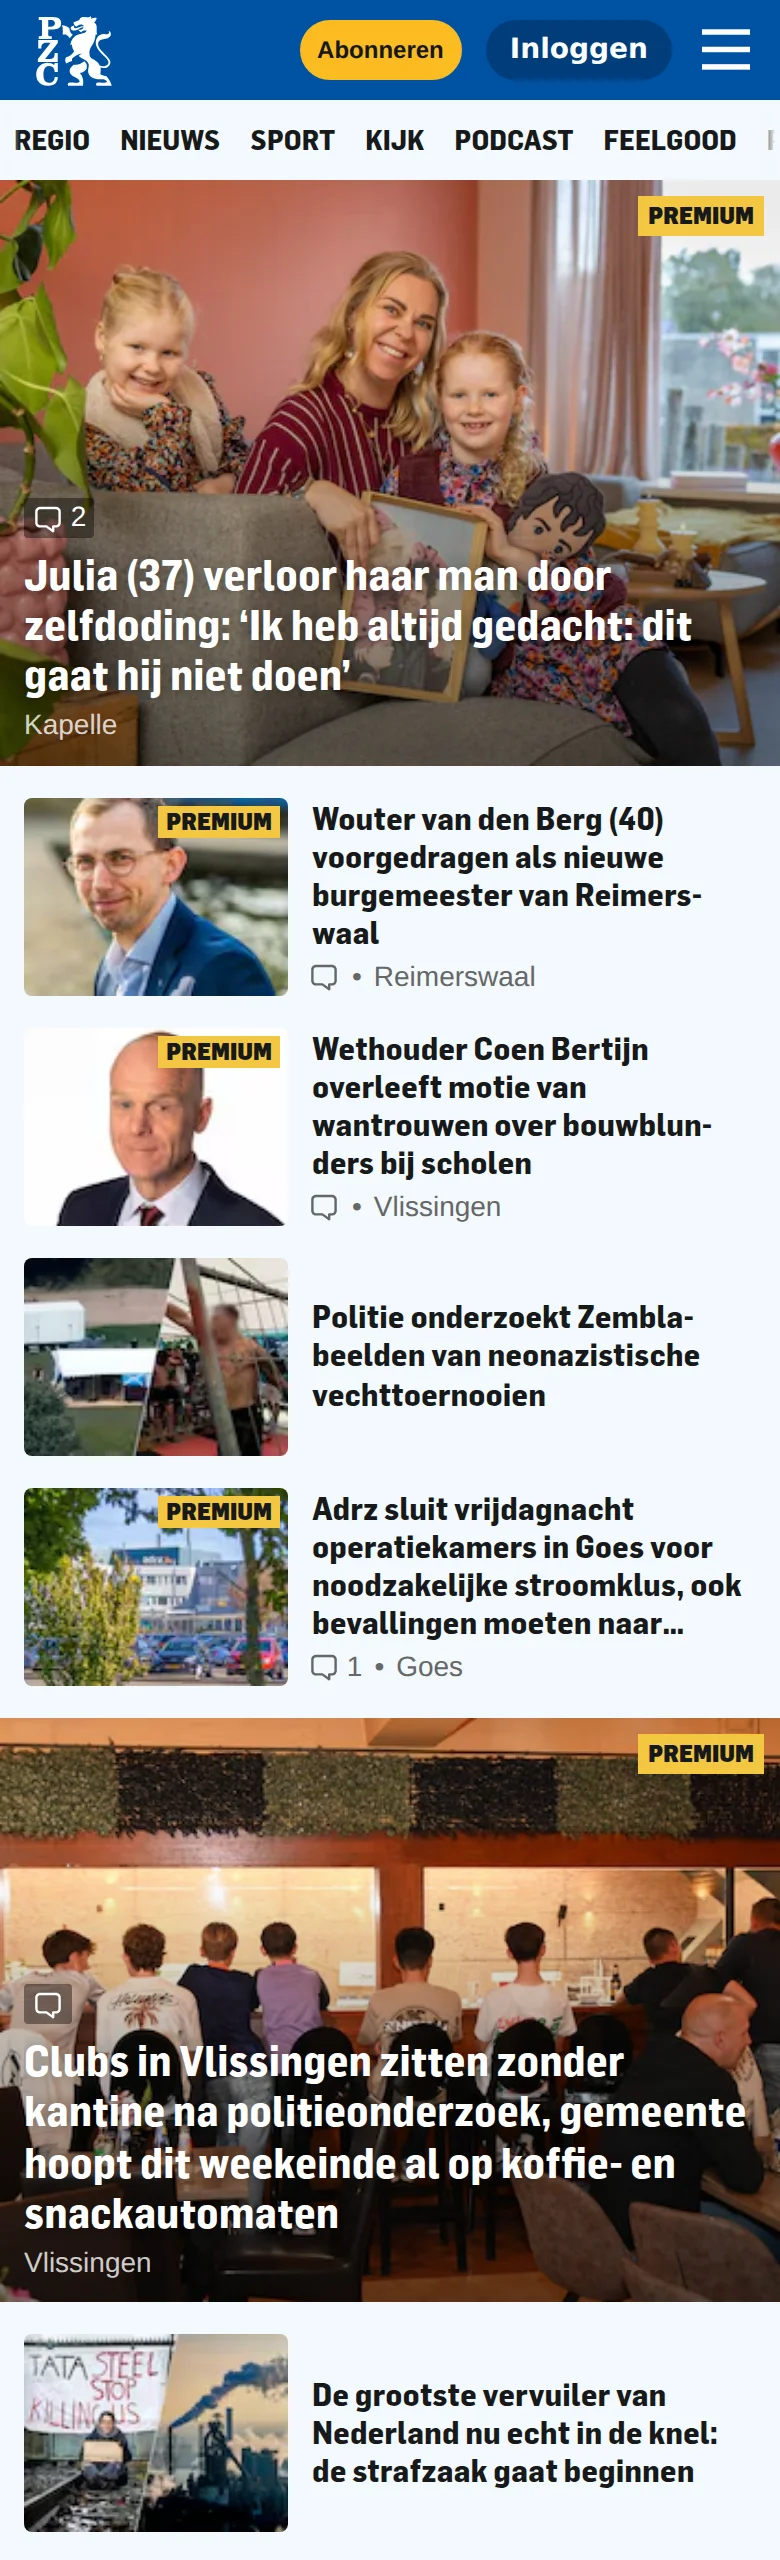 PZC
Abonneren
Inloggen
REGIO NIEUWS SPORT KIJK PODCAST FEELGOOD
PREMIUM
2
Julia (37) verloor haar man door
zelfdoding: ‘Ik heb altijd gedacht: dit
gaat hij niet doen’
Kapelle
PREMIUM
Wouter van den Berg (40)
voorgedragen als nieuwe
burgemeester van Reimers-
waal
• Reimerswaal
PREMIUM
Wethouder Coen Bertijn
overleeft motie van
wantrouwen over bouwblun-
ders bij scholen
• Vlissingen
Politie onderzoekt Zembla-
beelden van neonazistische
vechttoernooien
PREMIUM
Adrz sluit vrijdagnacht
operatiekamers in Goes voor
noodzakelijke stroomklus, ook
bevallingen moeten naar...
1 • Goes
PREMIUM
Clubs in Vlissingen zitten zonder
kantine na politieonderzoek, gemeente
hoopt dit weekeinde al op koffie- en
snackautomaten
Vlissingen
TATA STEEL
STOP
KILLING US
De grootste vervuiler van
Nederland nu echt in de knel:
de strafzaak gaat beginnen